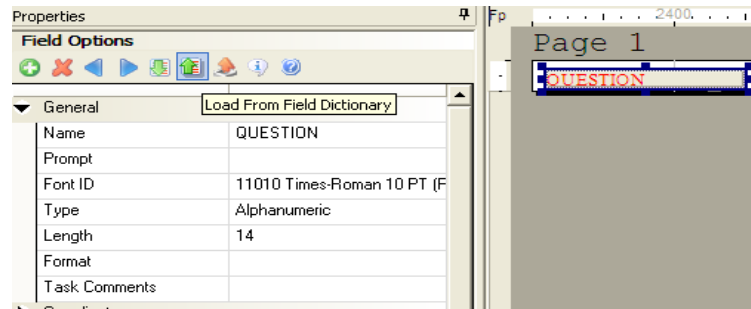 Properties
Fp
2400
Field Options
Page 1
QUESTION
Load From Field Dictionary
General
Name QUESTION
Prompt
Font ID 11010 Times-Roman 10 PT (F
Type Alphanumeric
Length 14
Format
Task Comments